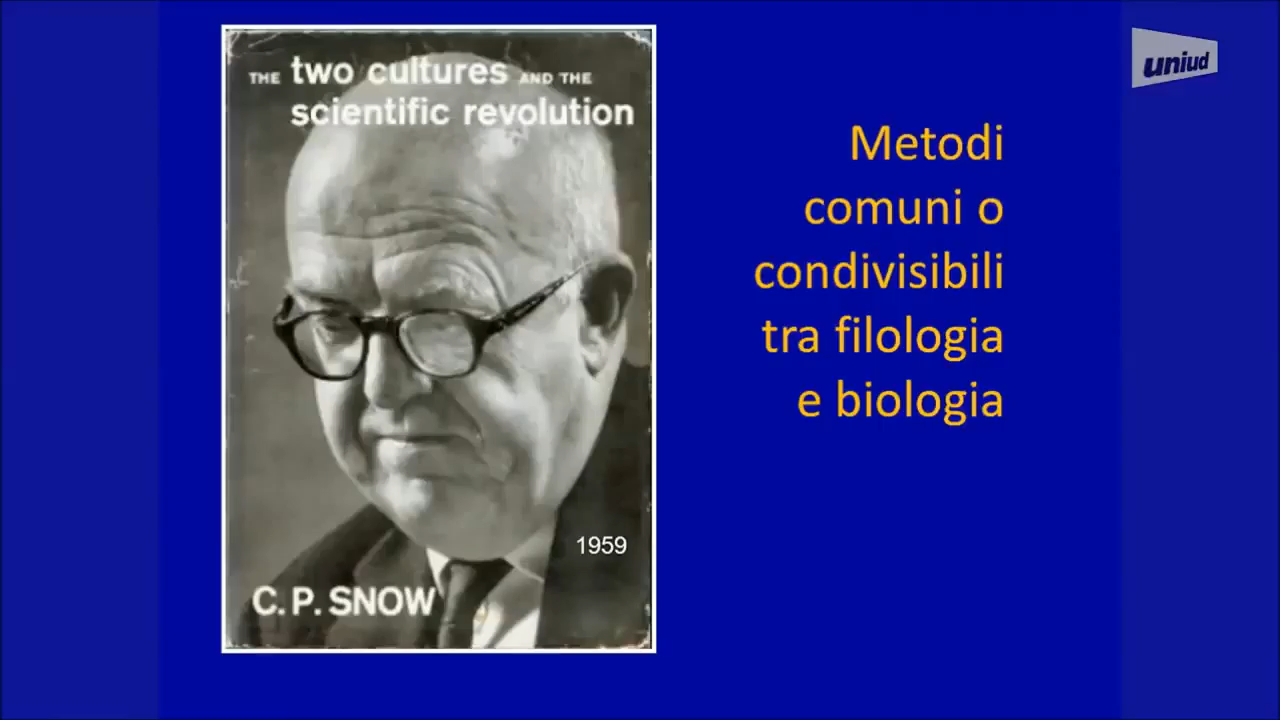 THE two cultures AND THE
scientific revolution
1959
C.P. SNOW
uniud
Metodi
comuni o
condivisibili
tra filologia
e biologia